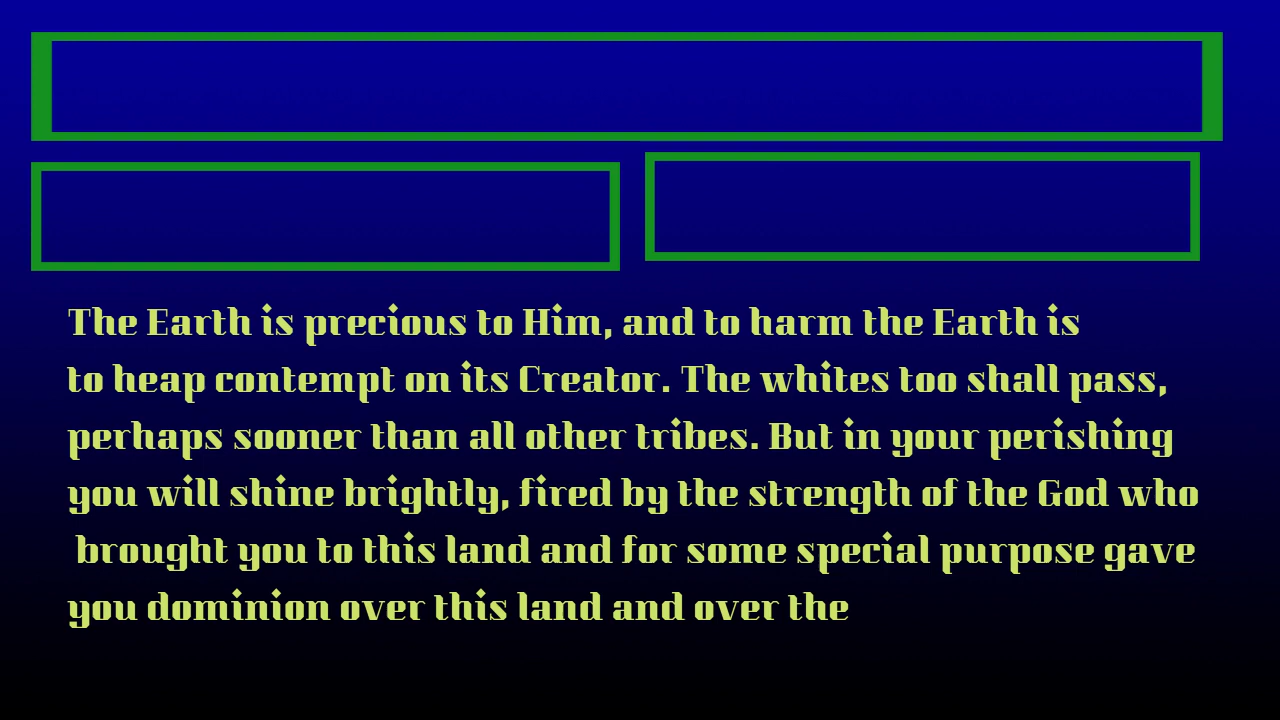 The Earth is precious to Him, and to harm the Earth is
to heap contempt on its Creator. The whites too shall pass,
perhaps sooner than all other tribes. But in your perishing
you will shine brightly, fired by the strength of the God who
brought you to this land and for some special purpose gave
you dominion over this land and over the